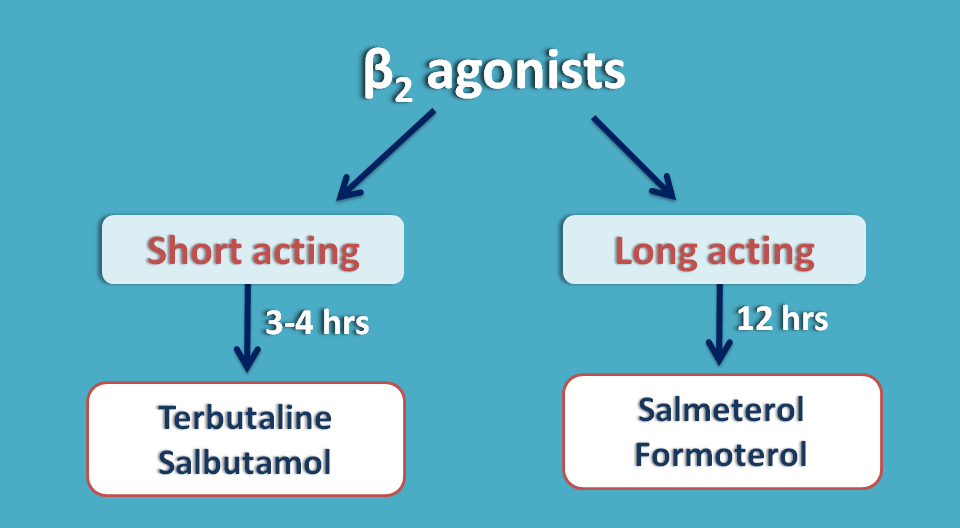 β₂ agonists
Short acting
Long acting
3-4 hrs
12 hrs
Terbutaline
Salbutamol
Salmeterol
Formoterol